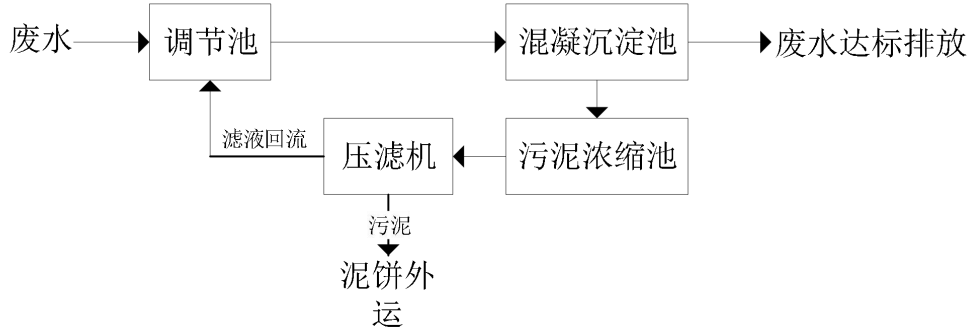 废水
调节池
混凝沉淀池
废水达标排放
滤液回流
压滤机
污泥浓缩池
污泥
泥饼外
运